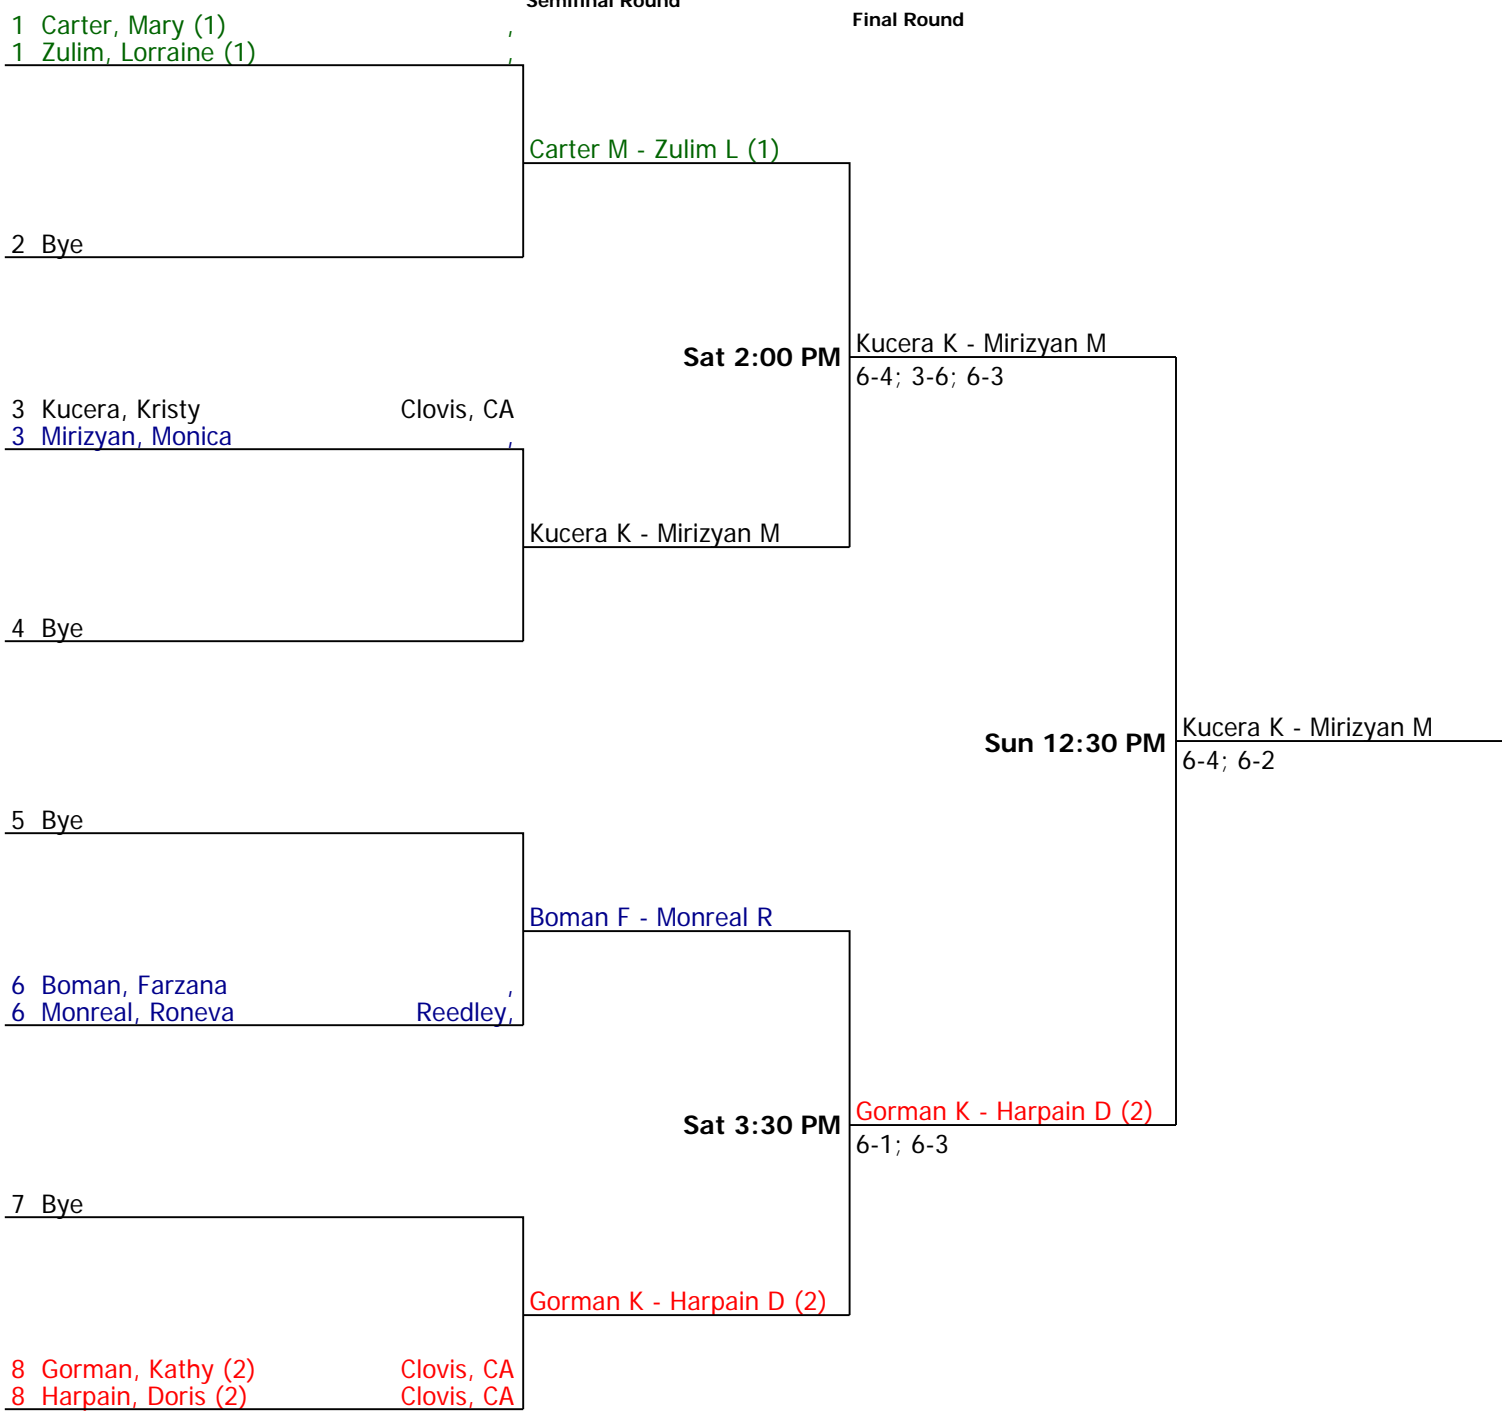 Semifinal Round
Final Round
1 Carter, Mary (1) ,
1 Zulim, Lorraine (1) ,
Carter M - Zulim L (1)
2 Bye
Sat 2:00 PM
Kucera K - Mirizyan M
6-4; 3-6; 6-3
3 Kucera, Kristy Clovis, CA
3 Mirizyan, Monica ,
Kucera K - Mirizyan M
4 Bye
Sun 12:30 PM
Kucera K - Mirizyan M
6-4; 6-2
5 Bye
Boman F - Monreal R
6 Boman, Farzana ,
6 Monreal, Roneva Reedley,
Sat 3:30 PM
Gorman K - Harpain D (2)
6-1; 6-3
7 Bye
Gorman K - Harpain D (2)
8 Gorman, Kathy (2) Clovis, CA
8 Harpain, Doris (2) Clovis, CA